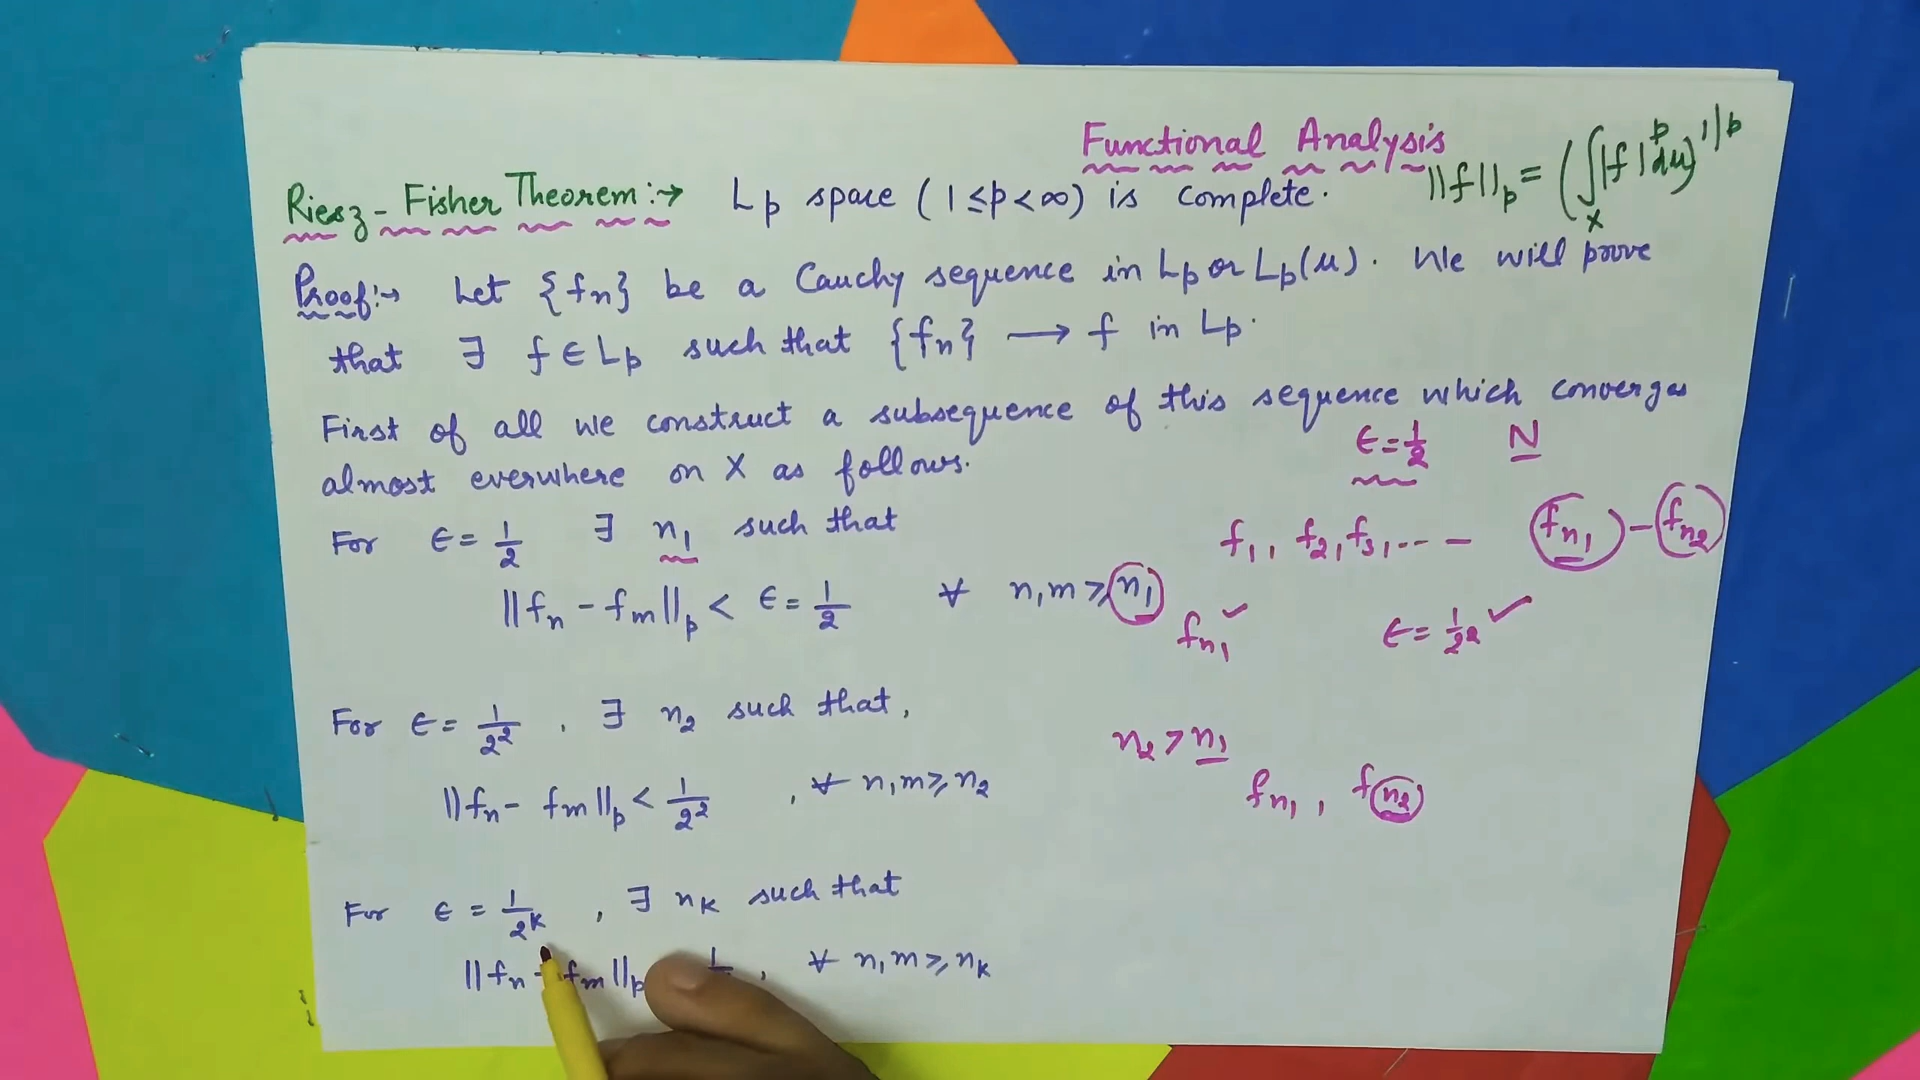 Functional Analysis
Riesz-Fisher Theorem:→ Lp space (1≤p<∞) is complete. ||f||p = (∫X |f|^p dμ)^1/p
Proof:→ Let {fn} be a Cauchy sequence in Lp or Lp(μ). We will prove
that ∃ f ∈ Lp such that {fn} → f in Lp.
First of all we construct a subsequence of this sequence which converges
almost everwhere on X as follows.
ϵ=1/2 N
For ϵ=1/2 ∃ n1 such that
f1, f2, f3, --- fn1 - fn2
||fn - fm||p < ϵ = 1/2 ∀ n,m ≥ n1
fn1 ✓ ϵ = 1/2² ✓
For ϵ = 1/2², ∃ n2 such that,
n2 > n1
||fn - fm||p < 1/2², ∀ n,m ≥ n2
fn1, fn2
For ϵ = 1/2^k, ∃ nk such that
||fn - fm||p , ∀ n,m ≥ nk